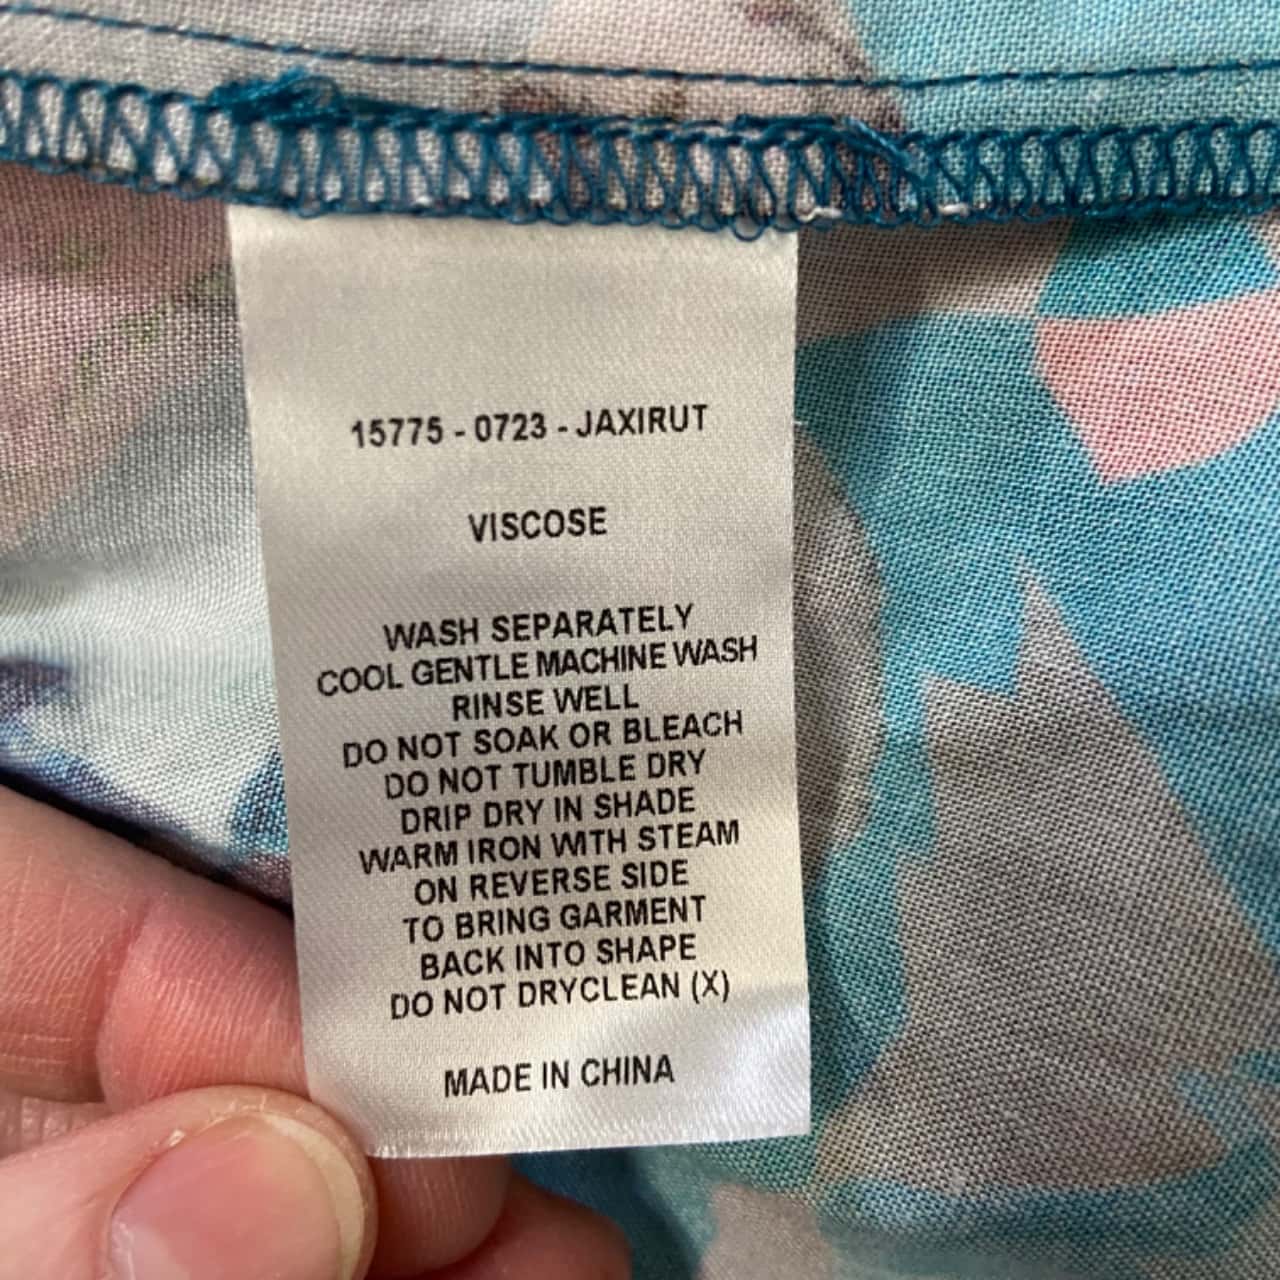 15775 - 0723 - JAXIRUT
VISCOSE
WASH SEPARATELY
COOL GENTLE MACHINE WASH
RINSE WELL
DO NOT SOAK OR BLEACH
DO NOT TUMBLE DRY
DRIP DRY IN SHADE
WARM IRON WITH STEAM
ON REVERSE SIDE
TO BRING GARMENT
BACK INTO SHAPE
DO NOT DRYCLEAN (X)
MADE IN CHINA